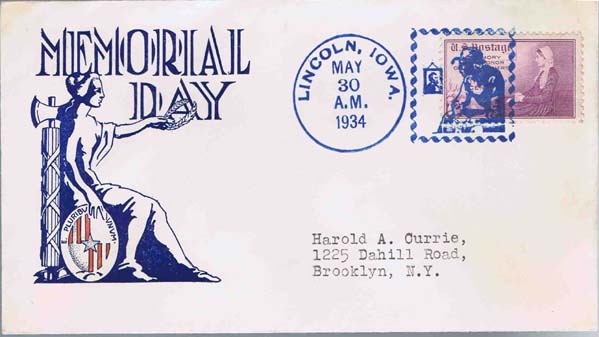 MEMORIAL
DAY
E PLURIBUS UNUM.
LINCOLN, IOWA.
MAY
30
A.M.
1934
U.S. Postage
Harold A. Currie,
1225 Dahill Road,
Brooklyn, N.Y.